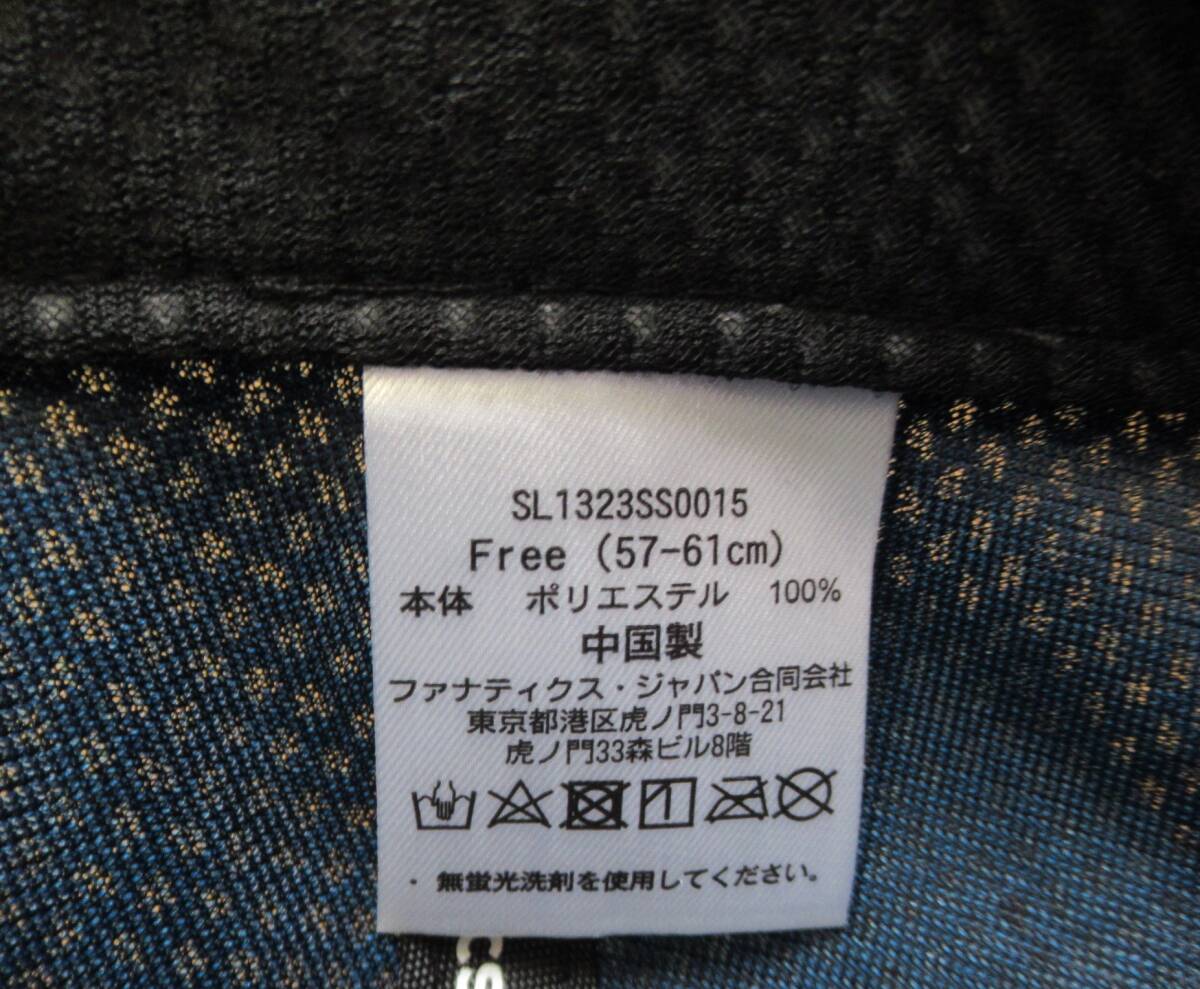 SL1323SS0015
Free (57-61cm)
本体 ポリエステル 100%
中国製
ファナティクス・ジャパン合同会社
東京都港区虎ノ門3-8-21
虎ノ門33森ビル8階
・ 無蛍光洗剤を使用してください。
cs